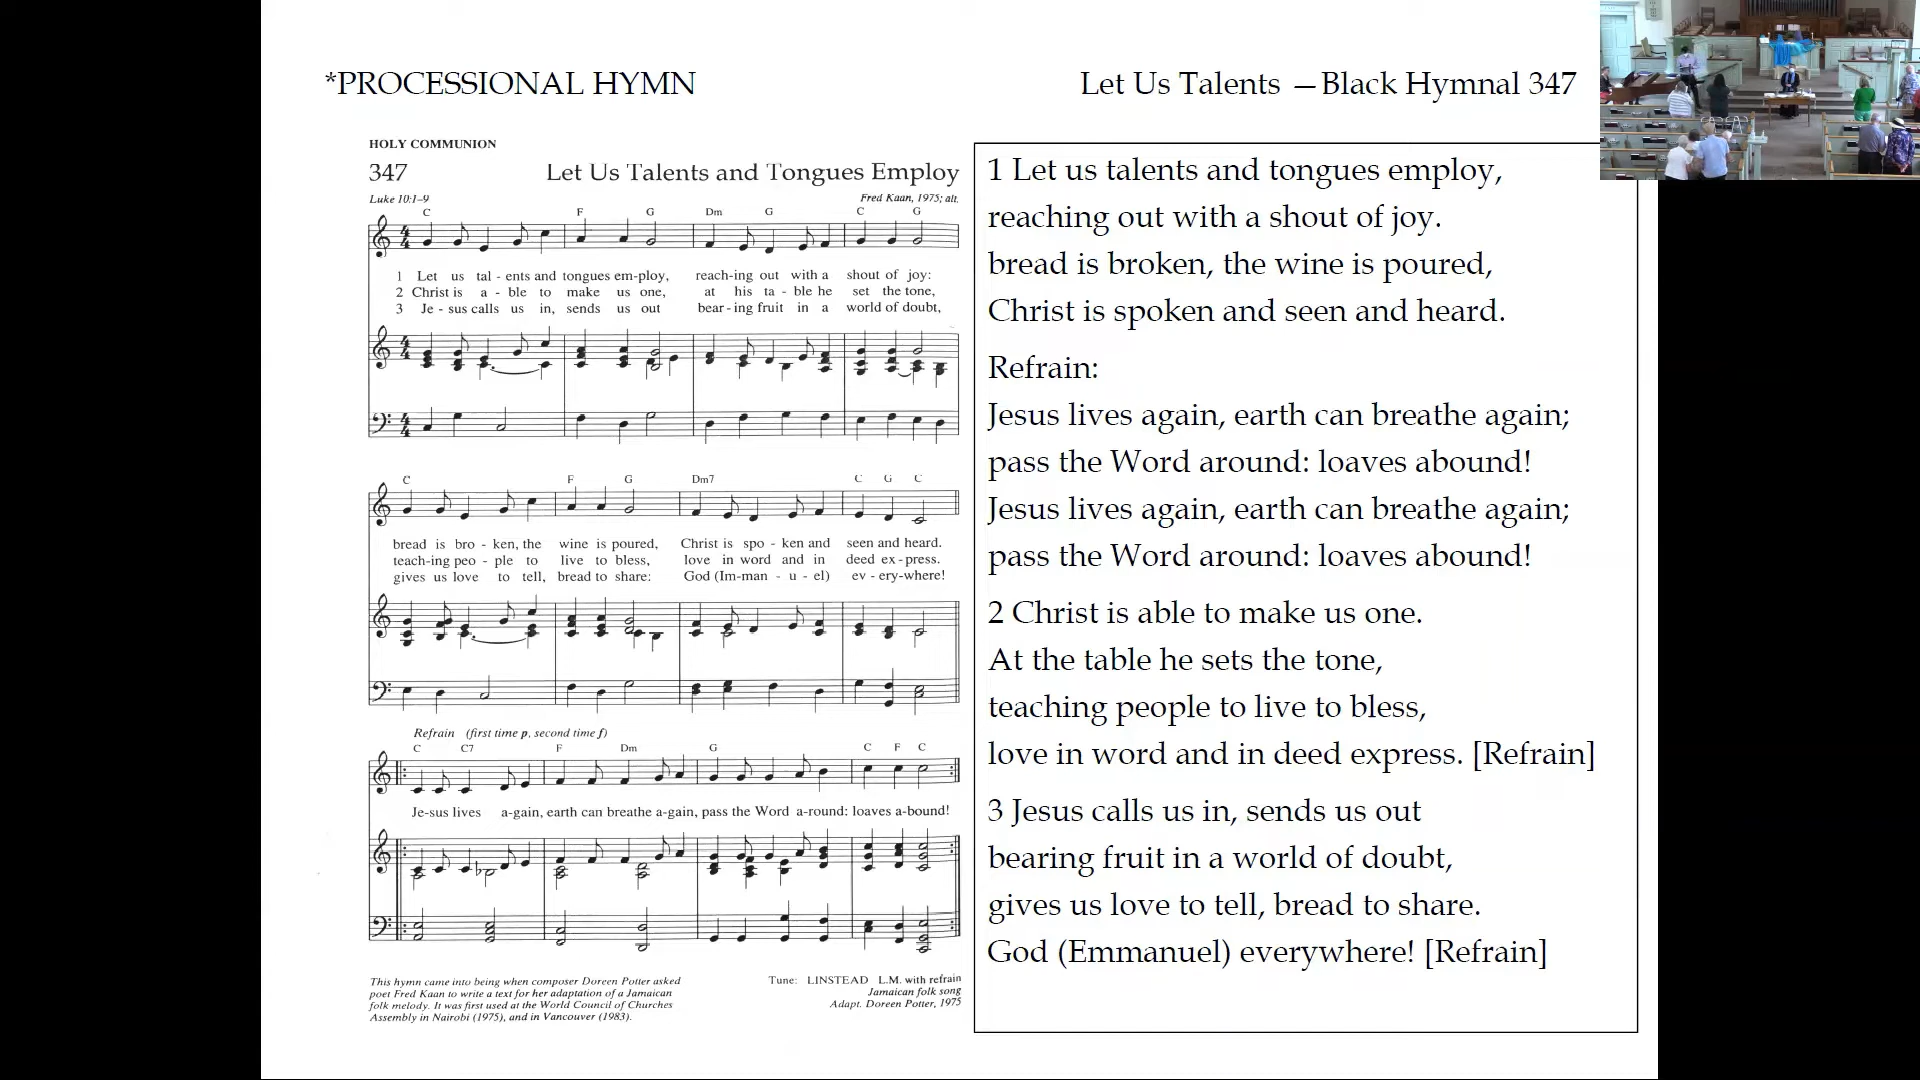 *PROCESSIONAL HYMN
Let Us Talents —Black Hymnal 347
HOLY COMMUNION
347
Let Us Talents and Tongues Employ
Luke 10:1–9
Fred Kaan, 1975; alt.
C F G Dm G C G
1 Let us tal - ents and tongues em-ploy, reach-ing out with a shout of joy:
2 Christ is a - ble to make us one, at his ta - ble he set the tone,
3 Je - sus calls us in, sends us out bear - ing fruit in a world of doubt,
C F G Dm7 C G C
bread is bro - ken, the wine is poured, Christ is spo - ken and seen and heard.
teach-ing peo - ple to live to bless, love in word and in deed ex - press.
gives us love to tell, bread to share: God (Im-man - u - el) ev - ery-where!
Refrain (first time p, second time f)
C C7 F Dm G C F C
Je-sus lives a-gain, earth can breathe a-gain, pass the Word a-round: loaves a-bound!
This hymn came into being when composer Doreen Potter asked
poet Fred Kaan to write a text for her adaptation of a Jamaican
folk melody. It was first used at the World Council of Churches
Assembly in Nairobi (1975), and in Vancouver (1983).
Tune: LINSTEAD L.M. with refrain
Jamaican folk song
Adapt. Doreen Potter, 1975
1 Let us talents and tongues employ,
reaching out with a shout of joy.
bread is broken, the wine is poured,
Christ is spoken and seen and heard.
Refrain:
Jesus lives again, earth can breathe again;
pass the Word around: loaves abound!
Jesus lives again, earth can breathe again;
pass the Word around: loaves abound!
2 Christ is able to make us one.
At the table he sets the tone,
teaching people to live to bless,
love in word and in deed express. [Refrain]
3 Jesus calls us in, sends us out
bearing fruit in a world of doubt,
gives us love to tell, bread to share.
God (Emmanuel) everywhere! [Refrain]